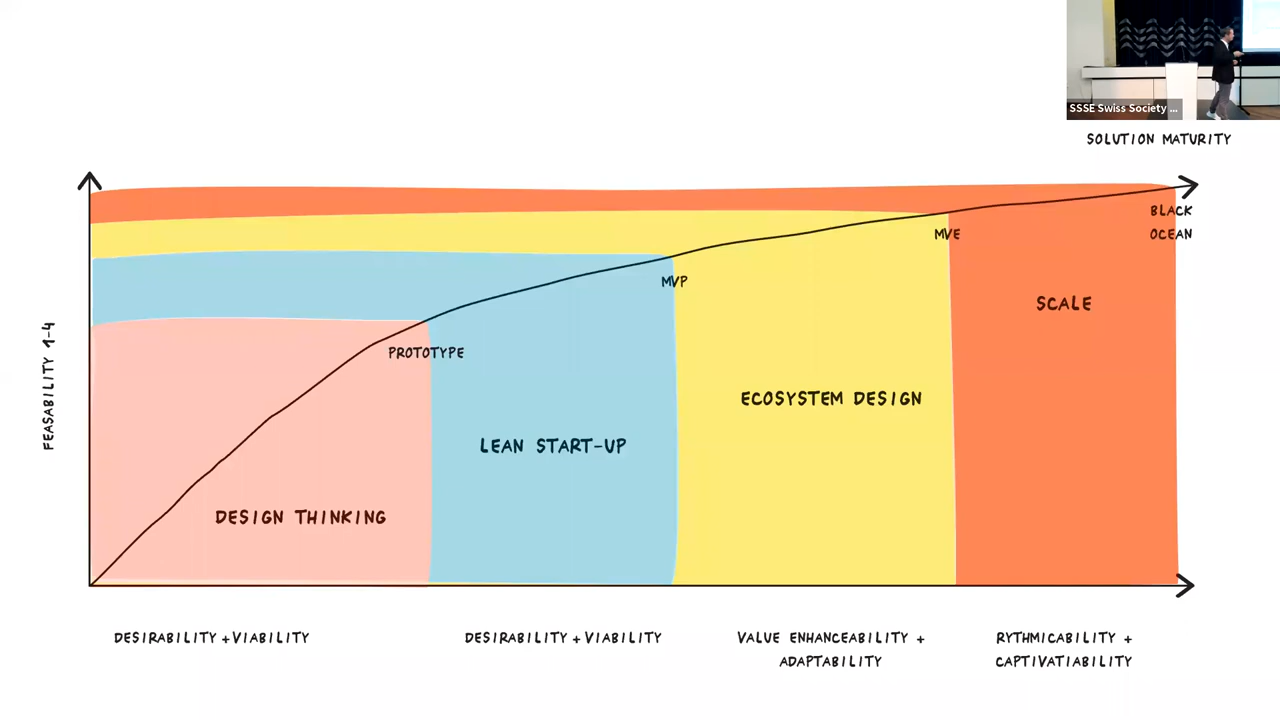 SSSE Swiss Society ...
SOLUTION MATURITY
BLACK
OCEAN
MVE
MVP
SCALE
PROTOTYPE
FEASABILITY 1-4
ECOSYSTEM DESIGN
LEAN START-UP
DESIGN THINKING
DESIRABILITY + VIABILITY
DESIRABILITY + VIABILITY
VALUE ENHANCEABILITY +
ADAPTABILITY
RYTHMICABILITY +
CAPTIVATIABILITY